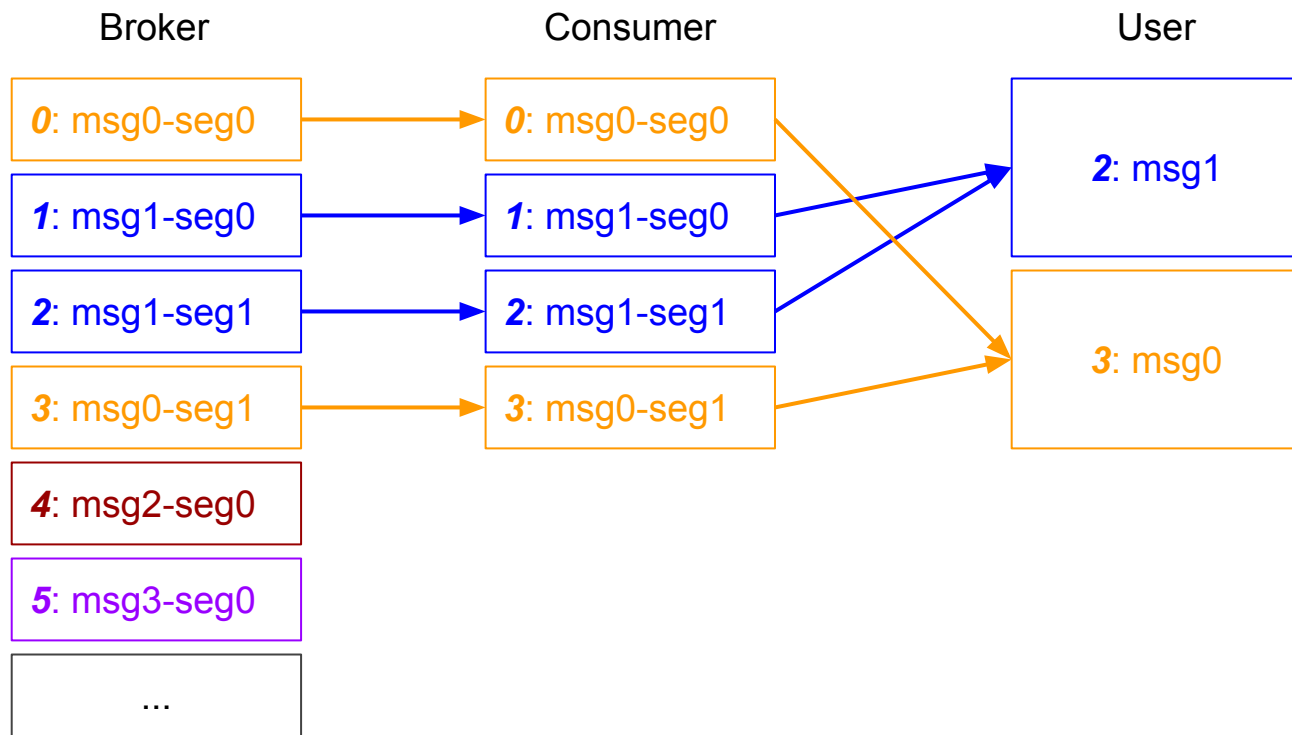 Broker
Consumer
User
0: msg0-seg0
0: msg0-seg0
2: msg1
1: msg1-seg0
1: msg1-seg0
2: msg1-seg1
2: msg1-seg1
3: msg0
3: msg0-seg1
3: msg0-seg1
4: msg2-seg0
5: msg3-seg0
...